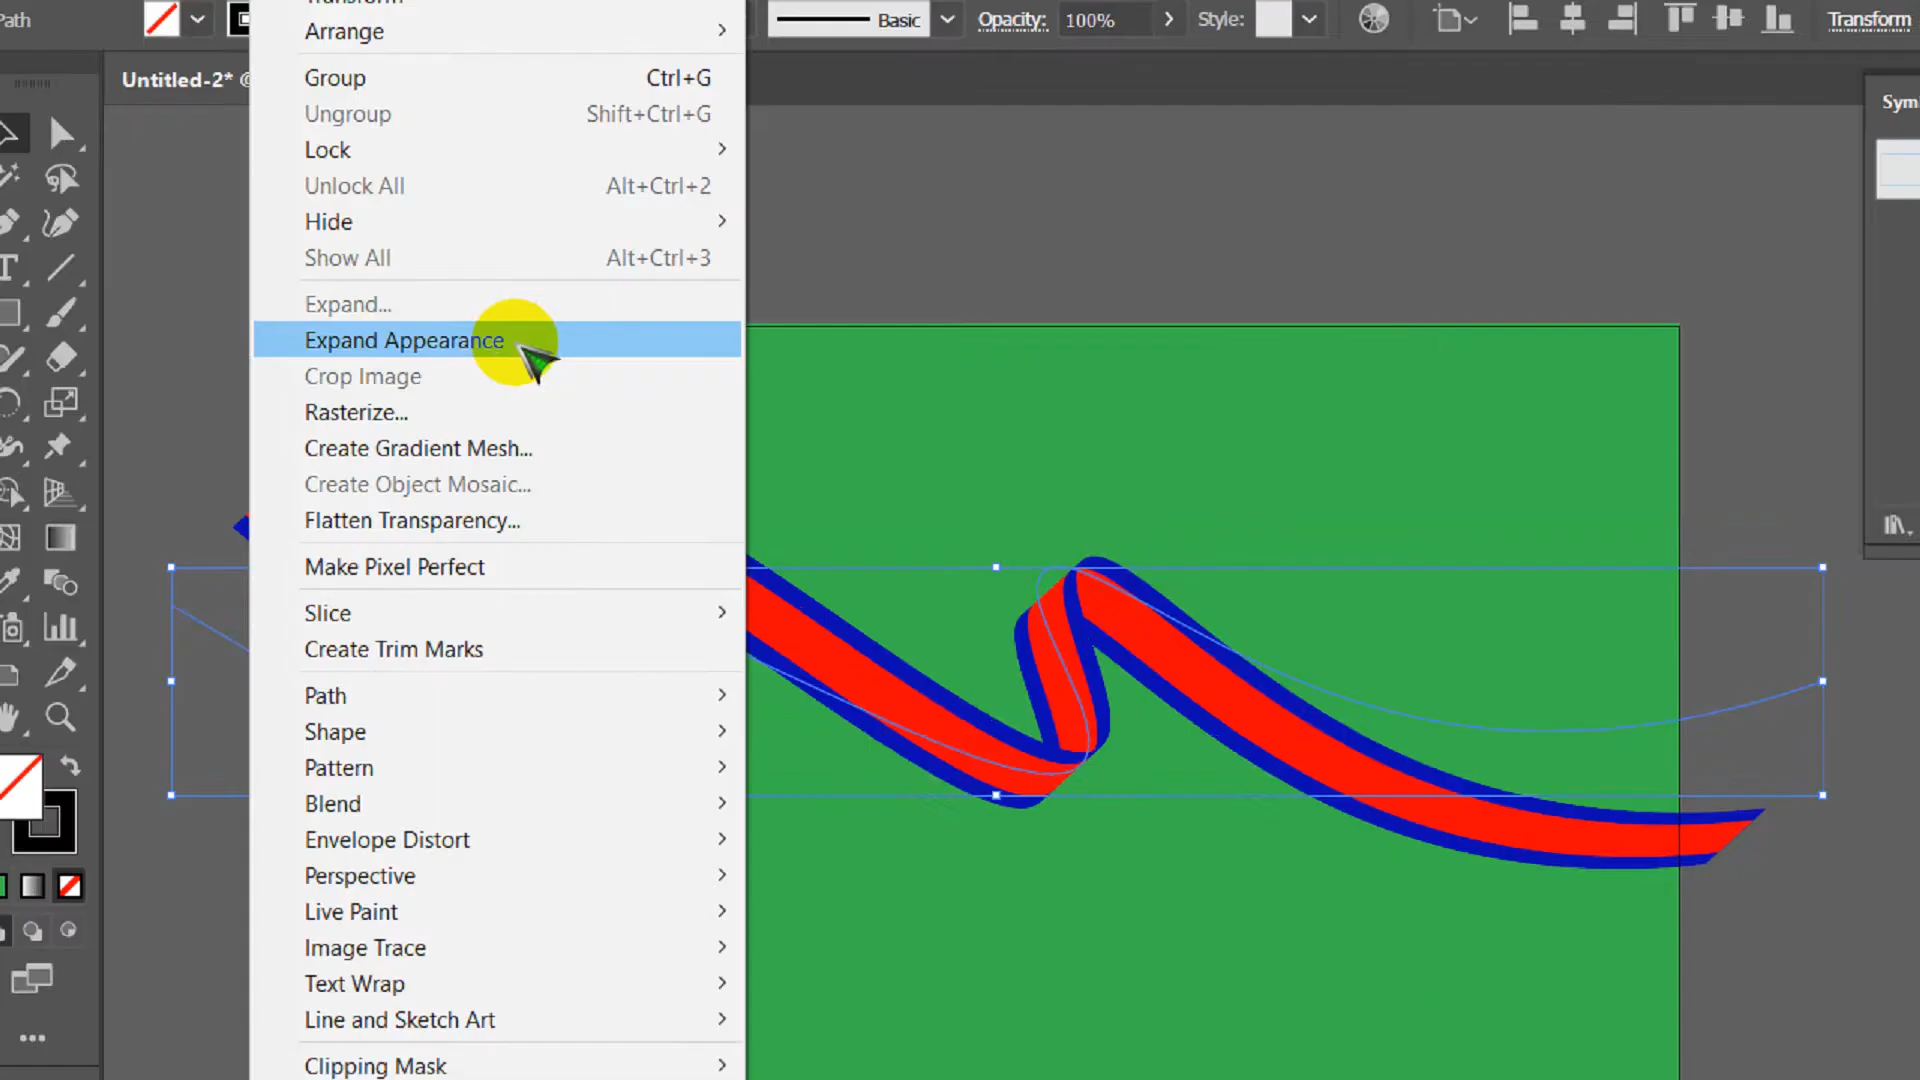 Path
Basic
Opacity:
100%
Style:
Transform
Untitled-2* @
Arrange
Group Ctrl+G
Ungroup Shift+Ctrl+G
Lock
Unlock All Alt+Ctrl+2
Hide
Show All Alt+Ctrl+3
Expand...
Expand Appearance
Crop Image
Rasterize...
Create Gradient Mesh...
Create Object Mosaic...
Flatten Transparency...
Make Pixel Perfect
Slice
Create Trim Marks
Path
Shape
Pattern
Blend
Envelope Distort
Perspective
Live Paint
Image Trace
Text Wrap
Line and Sketch Art
Clipping Mask
Sym